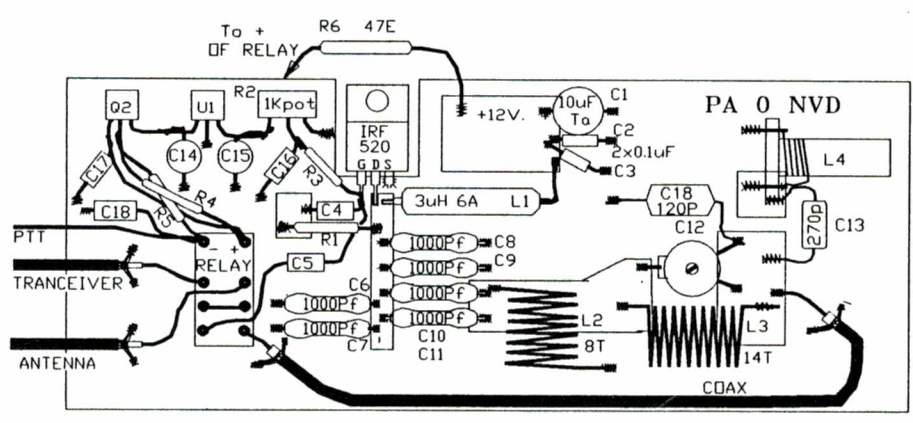 R6 47E
To +
OF RELAY
Q2
U1
R2
1Kpot
IRF
520
G D S
+12V.
10uF
Ta
C1
C2
2x0.1uF
C3
PA 0 NVD
L4
C17
C14
C15
C16
R3
R4
R5
C18
C4
R1
3uH 6A
L1
C18
120P
270p
C13
PTT
- +
RELAY
C5
1000Pf
C8
C12
TRANCEIVER
1000Pf
C9
C6
1000Pf
1000Pf
1000Pf
1000Pf
C7
C10
C11
L2
8T
L3
14T
ANTENNA
COAX